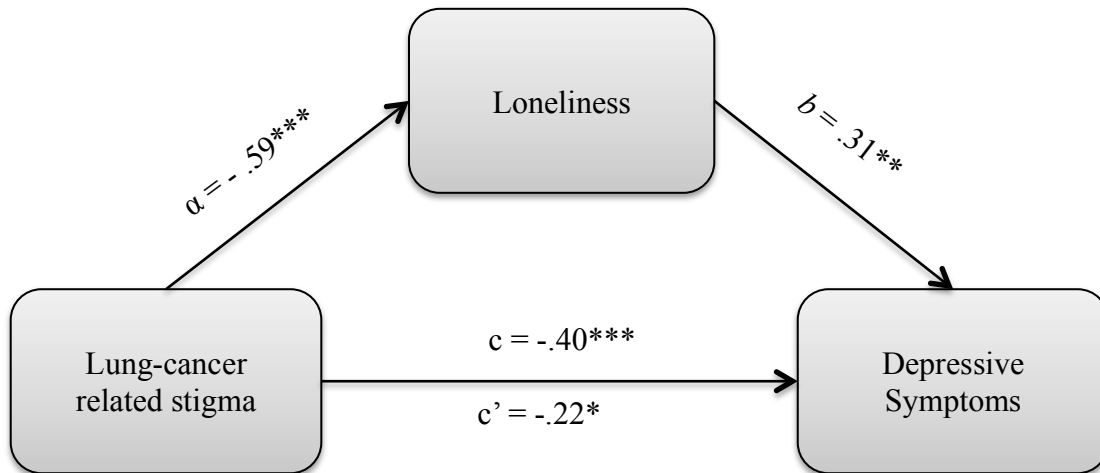 Loneliness
α = - .59***
b = .31**
Lung-cancer
related stigma
c = -.40***
c’ = -.22*
Depressive
Symptoms